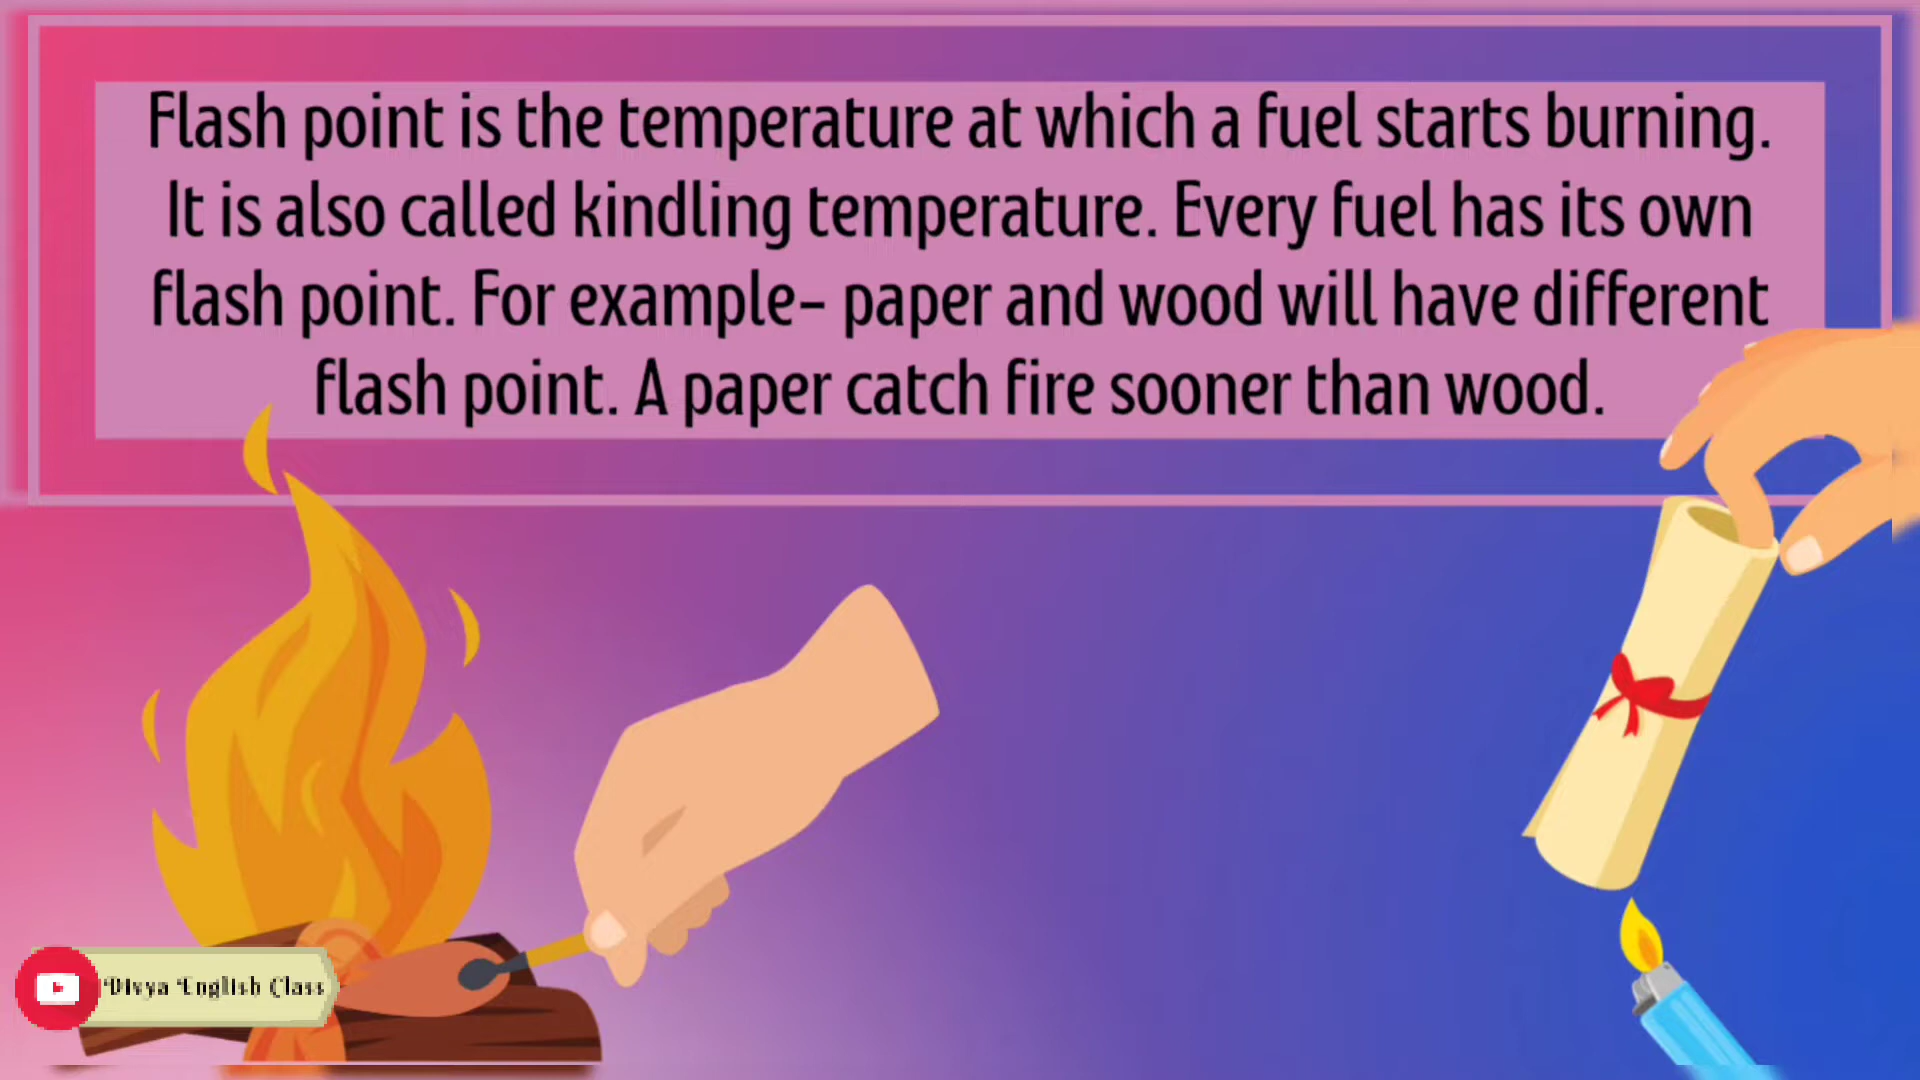 Flash point is the temperature at which a fuel starts burning.
It is also called kindling temperature. Every fuel has its own
flash point. For example– paper and wood will have different
flash point. A paper catch fire sooner than wood.
Divya English Class